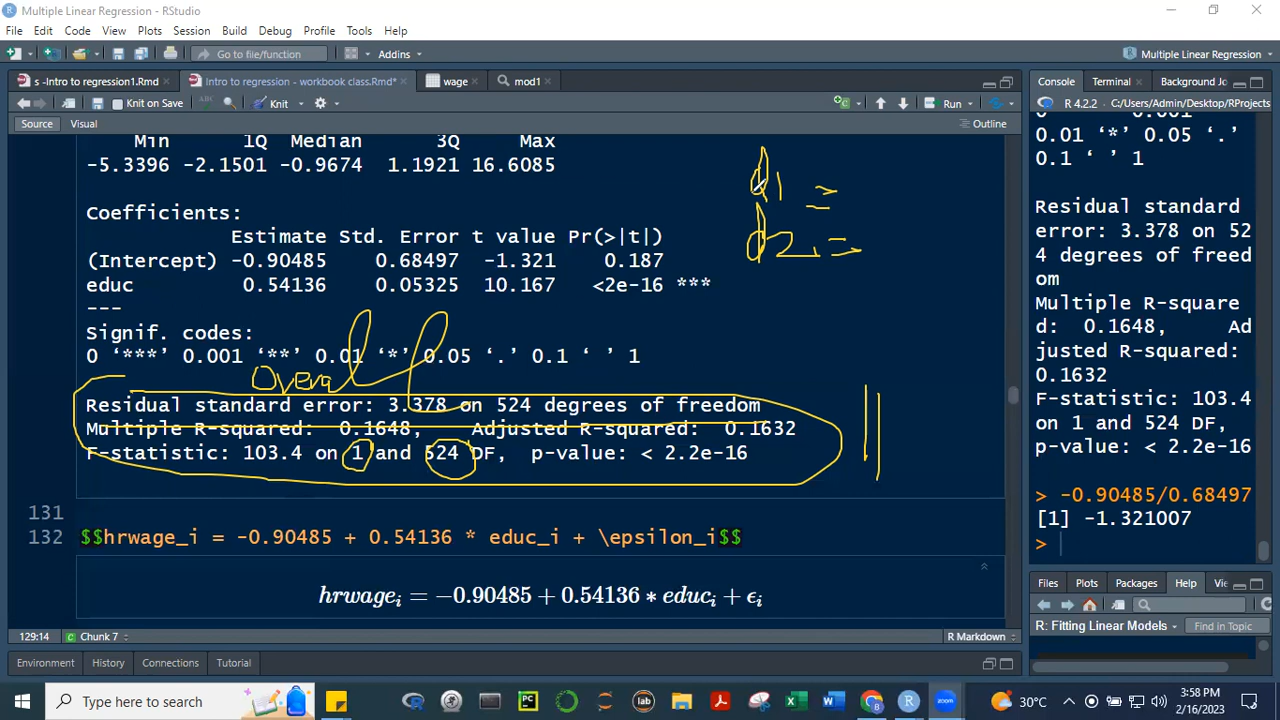 Multiple Linear Regression - RStudio
File Edit Code View Plots Session Build Debug Profile Tools Help
Go to file/function Addins Multiple Linear Regression
s -Intro to regression1.Rmd Intro to regression - workbook class.Rmd* wage mod1
Knit on Save Knit Run
Source Visual Outline
Min 1Q Median 3Q Max
-5.3396 -2.1501 -0.9674 1.1921 16.6085
Coefficients:
Estimate Std. Error t value Pr(>|t|)
(Intercept) -0.90485 0.68497 -1.321 0.187
educ 0.54136 0.05325 10.167 <2e-16 ***
---
Signif. codes:
0 ‘***’ 0.001 ‘**’ 0.01 ‘*’ 0.05 ‘.’ 0.1 ‘ ’ 1
Residual standard error: 3.378 on 524 degrees of freedom
Multiple R-squared: 0.1648, Adjusted R-squared: 0.1632
F-statistic: 103.4 on 1 and 524 DF, p-value: < 2.2e-16
d1 =
d2 =
Overall
131
132 $$hrwage_i = -0.90485 + 0.54136 * educ_i + \epsilon_i$$
hrwageᵢ = −0.90485 + 0.54136 ∗ educᵢ + ϵᵢ
129:14 Chunk 7 R Markdown
Environment History Connections Tutorial
Console Terminal Background Jo
R 4.2.2 C:/Users/Admin/Desktop/RProjects
0.01 ‘*’ 0.05 ‘.’
0.1 ‘ ’ 1
Residual standard
error: 3.378 on 52
4 degrees of freed
om
Multiple R-square
d: 0.1648, Ad
justed R-squared:
0.1632
F-statistic: 103.4
on 1 and 524 DF,
p-value: < 2.2e-16
> -0.90485/0.68497
[1] -1.321007
>
Files Plots Packages Help Vie
Find in Topic
R: Fitting Linear Models
Type here to search
lab
zoom
30°C
3:58 PM
2/16/2023